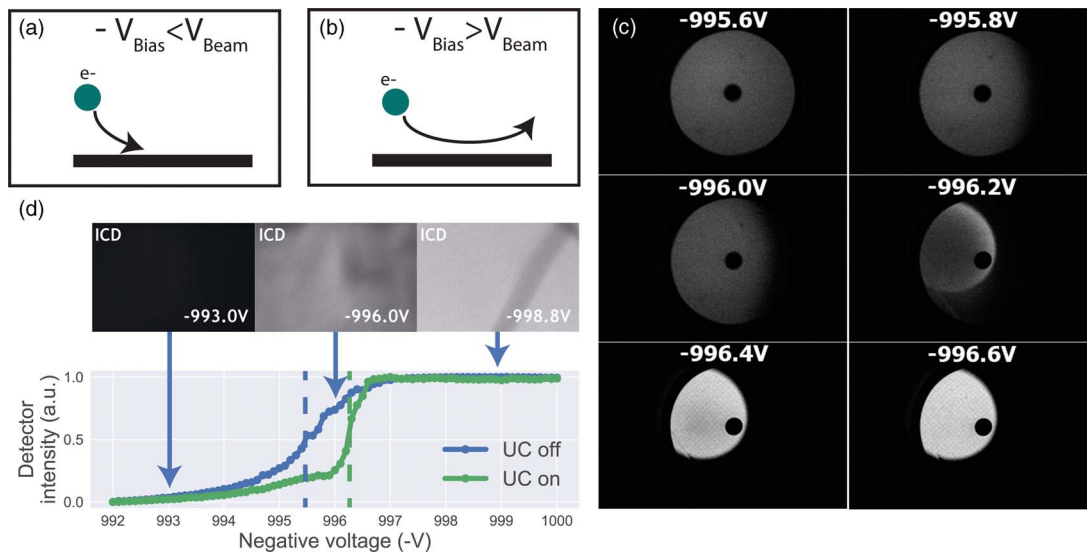 (a)
- V_Bias < V_Beam
e-
(b)
- V_Bias > V_Beam
e-
(c)
-995.6V
-995.8V
-996.0V
-996.2V
-996.4V
-996.6V
(d)
ICD
-993.0V
ICD
-996.0V
ICD
-998.8V
Detector
intensity (a.u.)
1.0
0.5
0.0
UC off
UC on
992 993 994 995 996 997 998 999 1000
Negative voltage (-V)